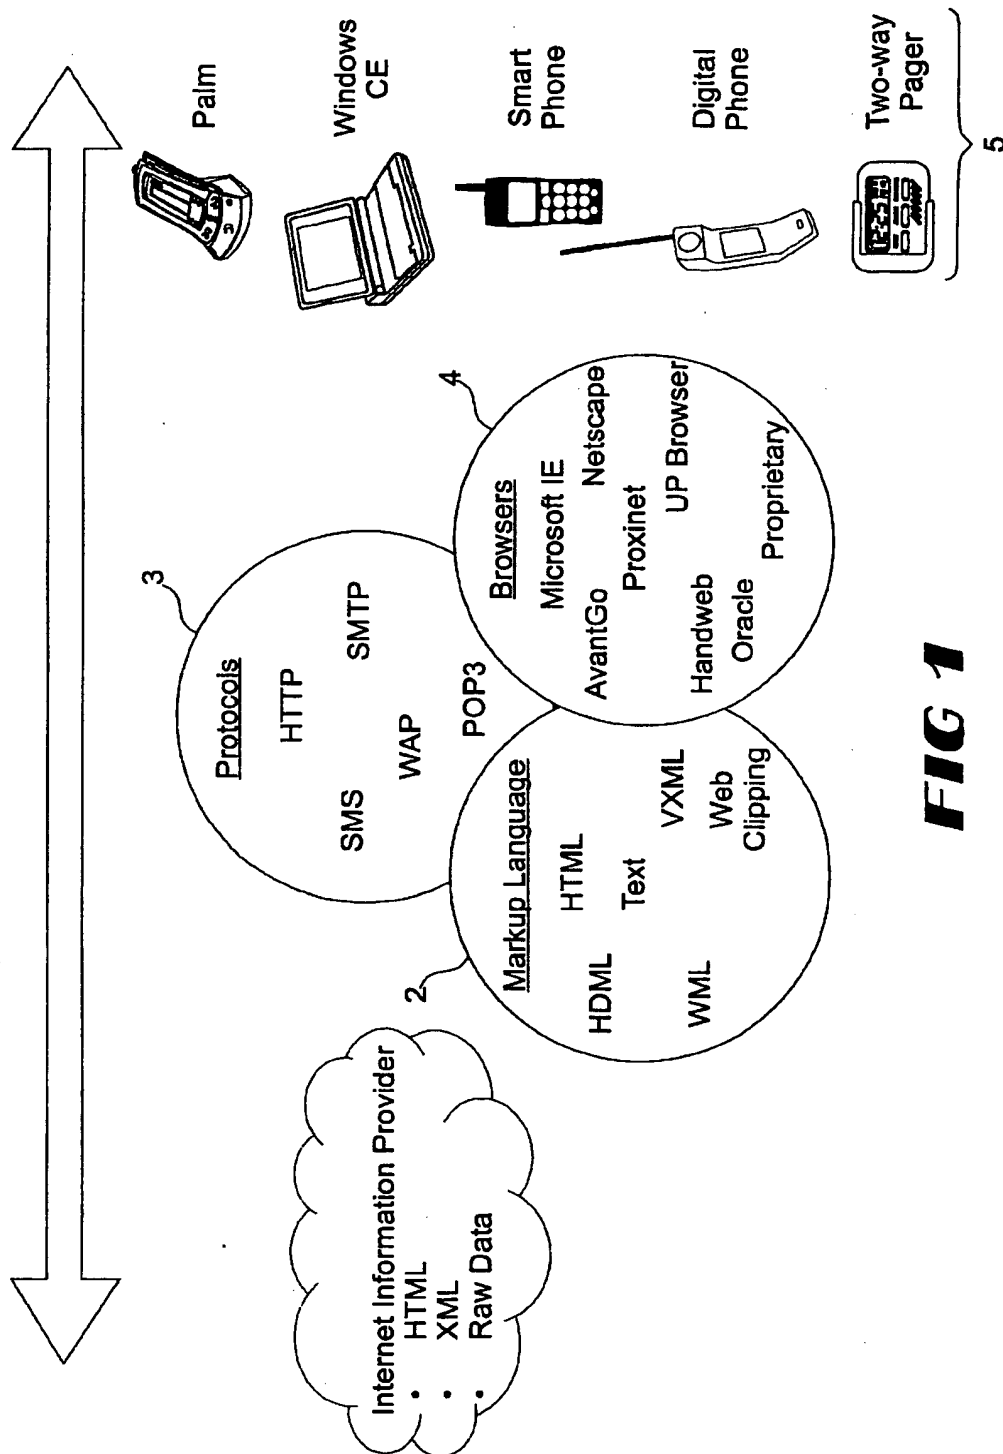 Internet Information Provider
• HTML
• XML
• Raw Data
2
Markup Language
HDML
HTML
Text
WML
VXML
Web
Clipping
3
Protocols
HTTP
SMS
SMTP
WAP
POP3
4
Browsers
Microsoft IE
AvantGo
Netscape
Proxinet
UP Browser
Handweb
Oracle
Proprietary
Palm
Windows
CE
Smart
Phone
Digital
Phone
Two-way
Pager
5
FIG 1